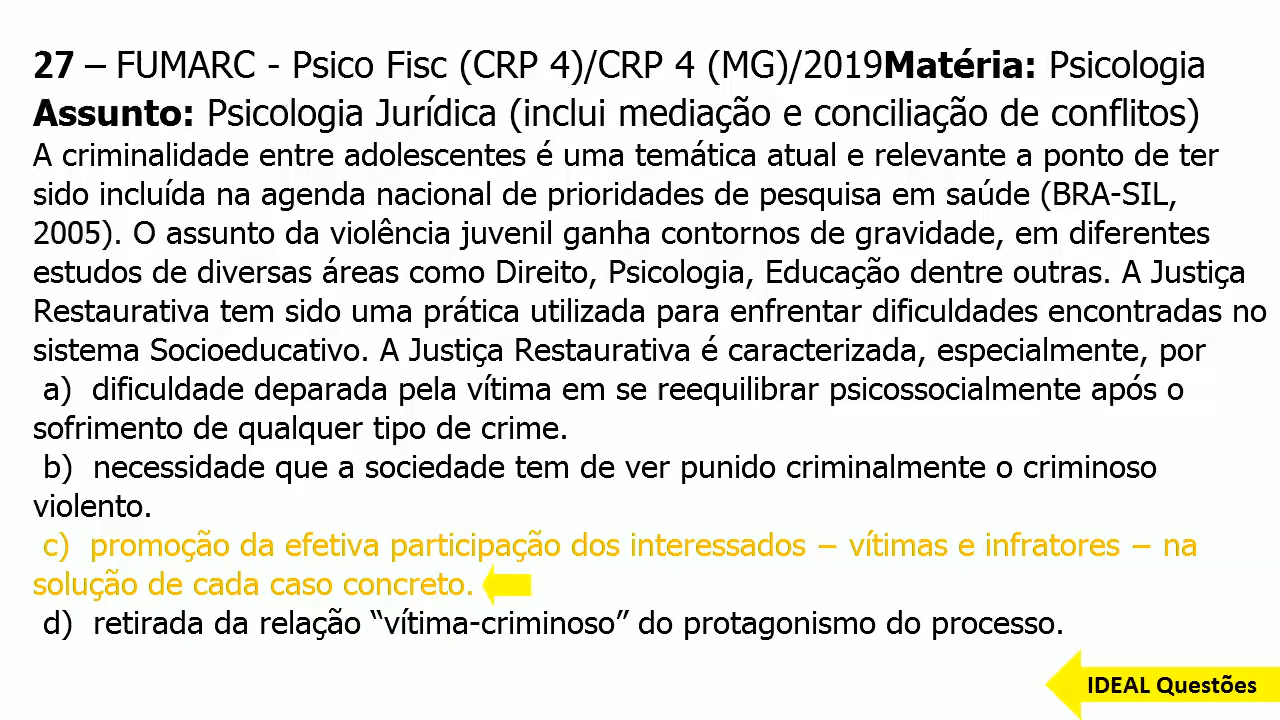 27 – FUMARC - Psico Fisc (CRP 4)/CRP 4 (MG)/2019Matéria: Psicologia
Assunto: Psicologia Jurídica (inclui mediação e conciliação de conflitos)
A criminalidade entre adolescentes é uma temática atual e relevante a ponto de ter
sido incluída na agenda nacional de prioridades de pesquisa em saúde (BRA-SIL,
2005). O assunto da violência juvenil ganha contornos de gravidade, em diferentes
estudos de diversas áreas como Direito, Psicologia, Educação dentre outras. A Justiça
Restaurativa tem sido uma prática utilizada para enfrentar dificuldades encontradas no
sistema Socioeducativo. A Justiça Restaurativa é caracterizada, especialmente, por
a) dificuldade deparada pela vítima em se reequilibrar psicossocialmente após o
sofrimento de qualquer tipo de crime.
b) necessidade que a sociedade tem de ver punido criminalmente o criminoso
violento.
c) promoção da efetiva participação dos interessados – vítimas e infratores – na
solução de cada caso concreto.
d) retirada da relação “vítima-criminoso” do protagonismo do processo.
IDEAL Questões